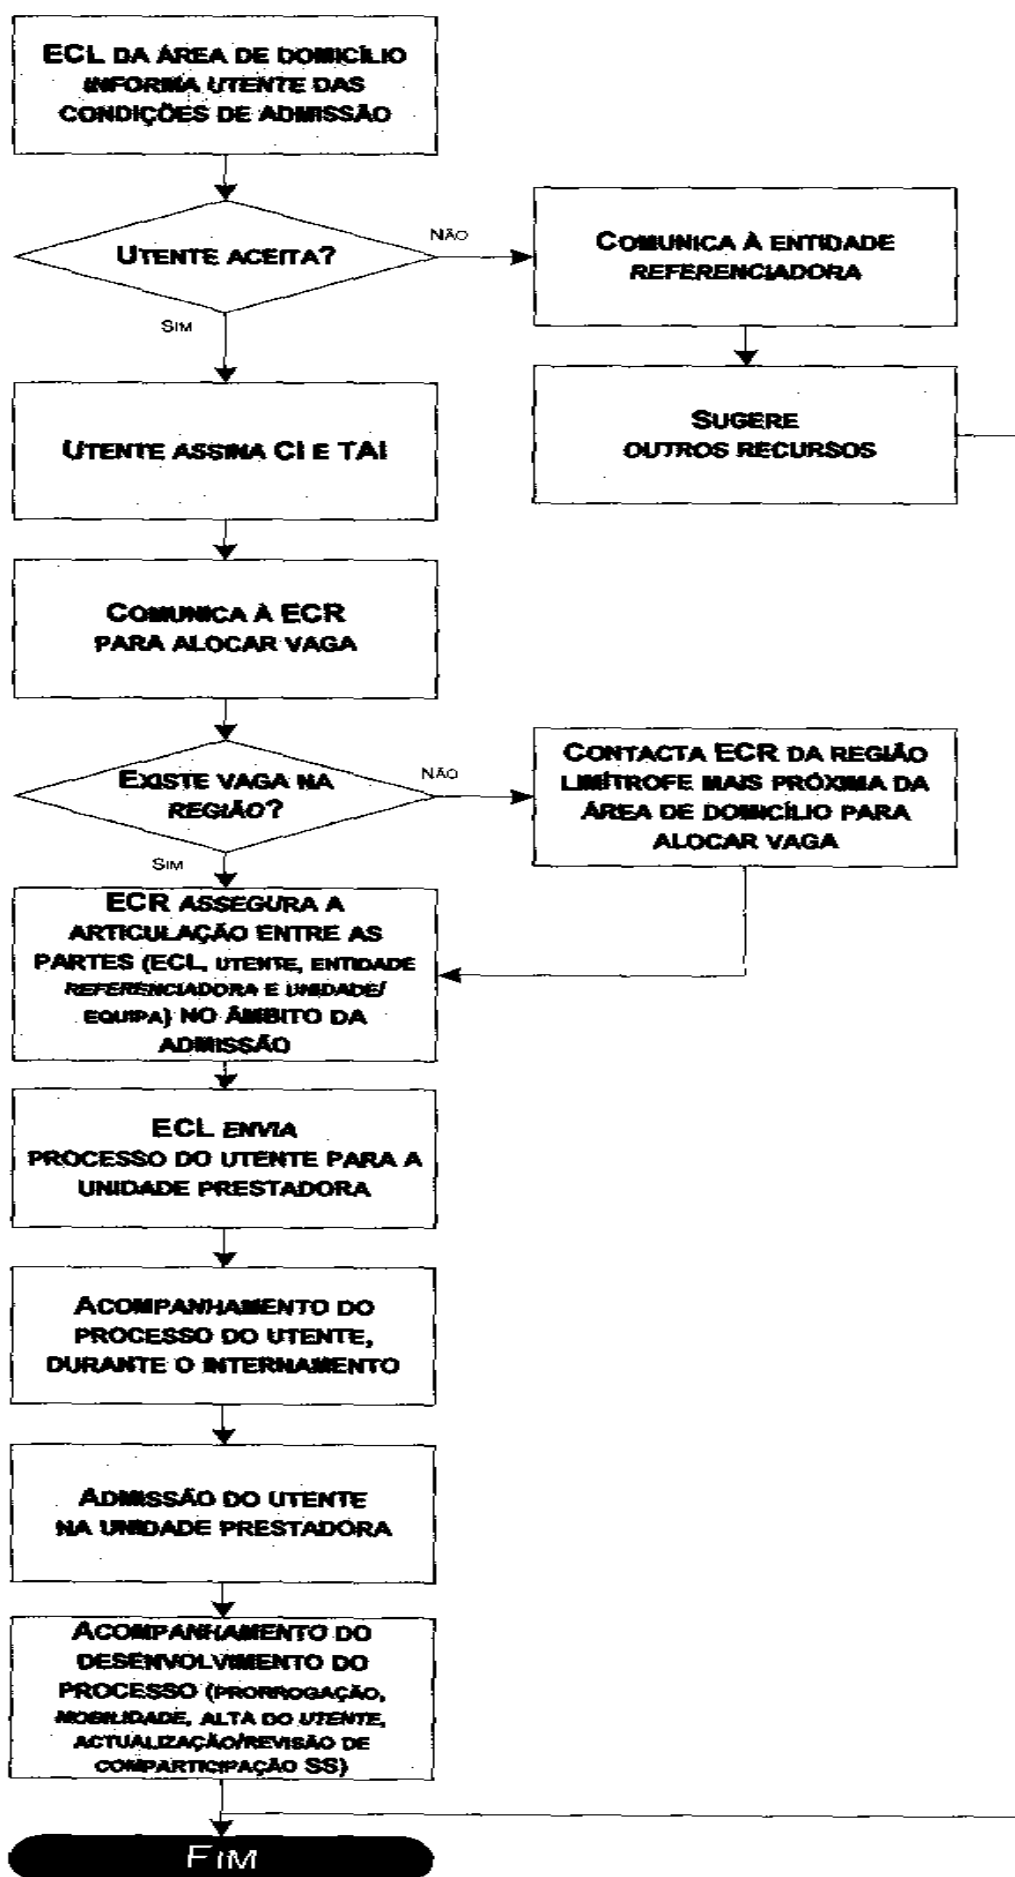 ECL DA ÁREA DE DOMICÍLIO
INFORMA UTENTE DAS
CONDIÇÕES DE ADMISSÃO
UTENTE ACEITA?
NÃO
COMUNICA À ENTIDADE
REFERENCIADORA
SIM
SUGERE
OUTROS RECURSOS
UTENTE ASSINA CI E TAI
COMUNICA À ECR
PARA ALOCAR VAGA
EXISTE VAGA NA
REGIÃO?
NÃO
CONTACTA ECR DA REGIÃO
LIMÍTROFE MAIS PRÓXIMA DA
ÁREA DE DOMICÍLIO PARA
ALOCAR VAGA
SIM
ECR ASSEGURA A
ARTICULAÇÃO ENTRE AS
PARTES (ECL, UTENTE, ENTIDADE
REFERENCIADORA E UNIDADE/
EQUIPA) NO ÂMBITO DA
ADMISSÃO
ECL ENVIA
PROCESSO DO UTENTE PARA A
UNIDADE PRESTADORA
ACOMPANHAMENTO DO
PROCESSO DO UTENTE,
DURANTE O INTERNAMENTO
ADMISSÃO DO UTENTE
NA UNIDADE PRESTADORA
ACOMPANHAMENTO DO
DESENVOLVIMENTO DO
PROCESSO (PRORROGAÇÃO,
MOBILIDADE, ALTA DO UTENTE,
ACTUALIZAÇÃO/REVISÃO DE
COMPARTICIPAÇÃO SS)
FIM